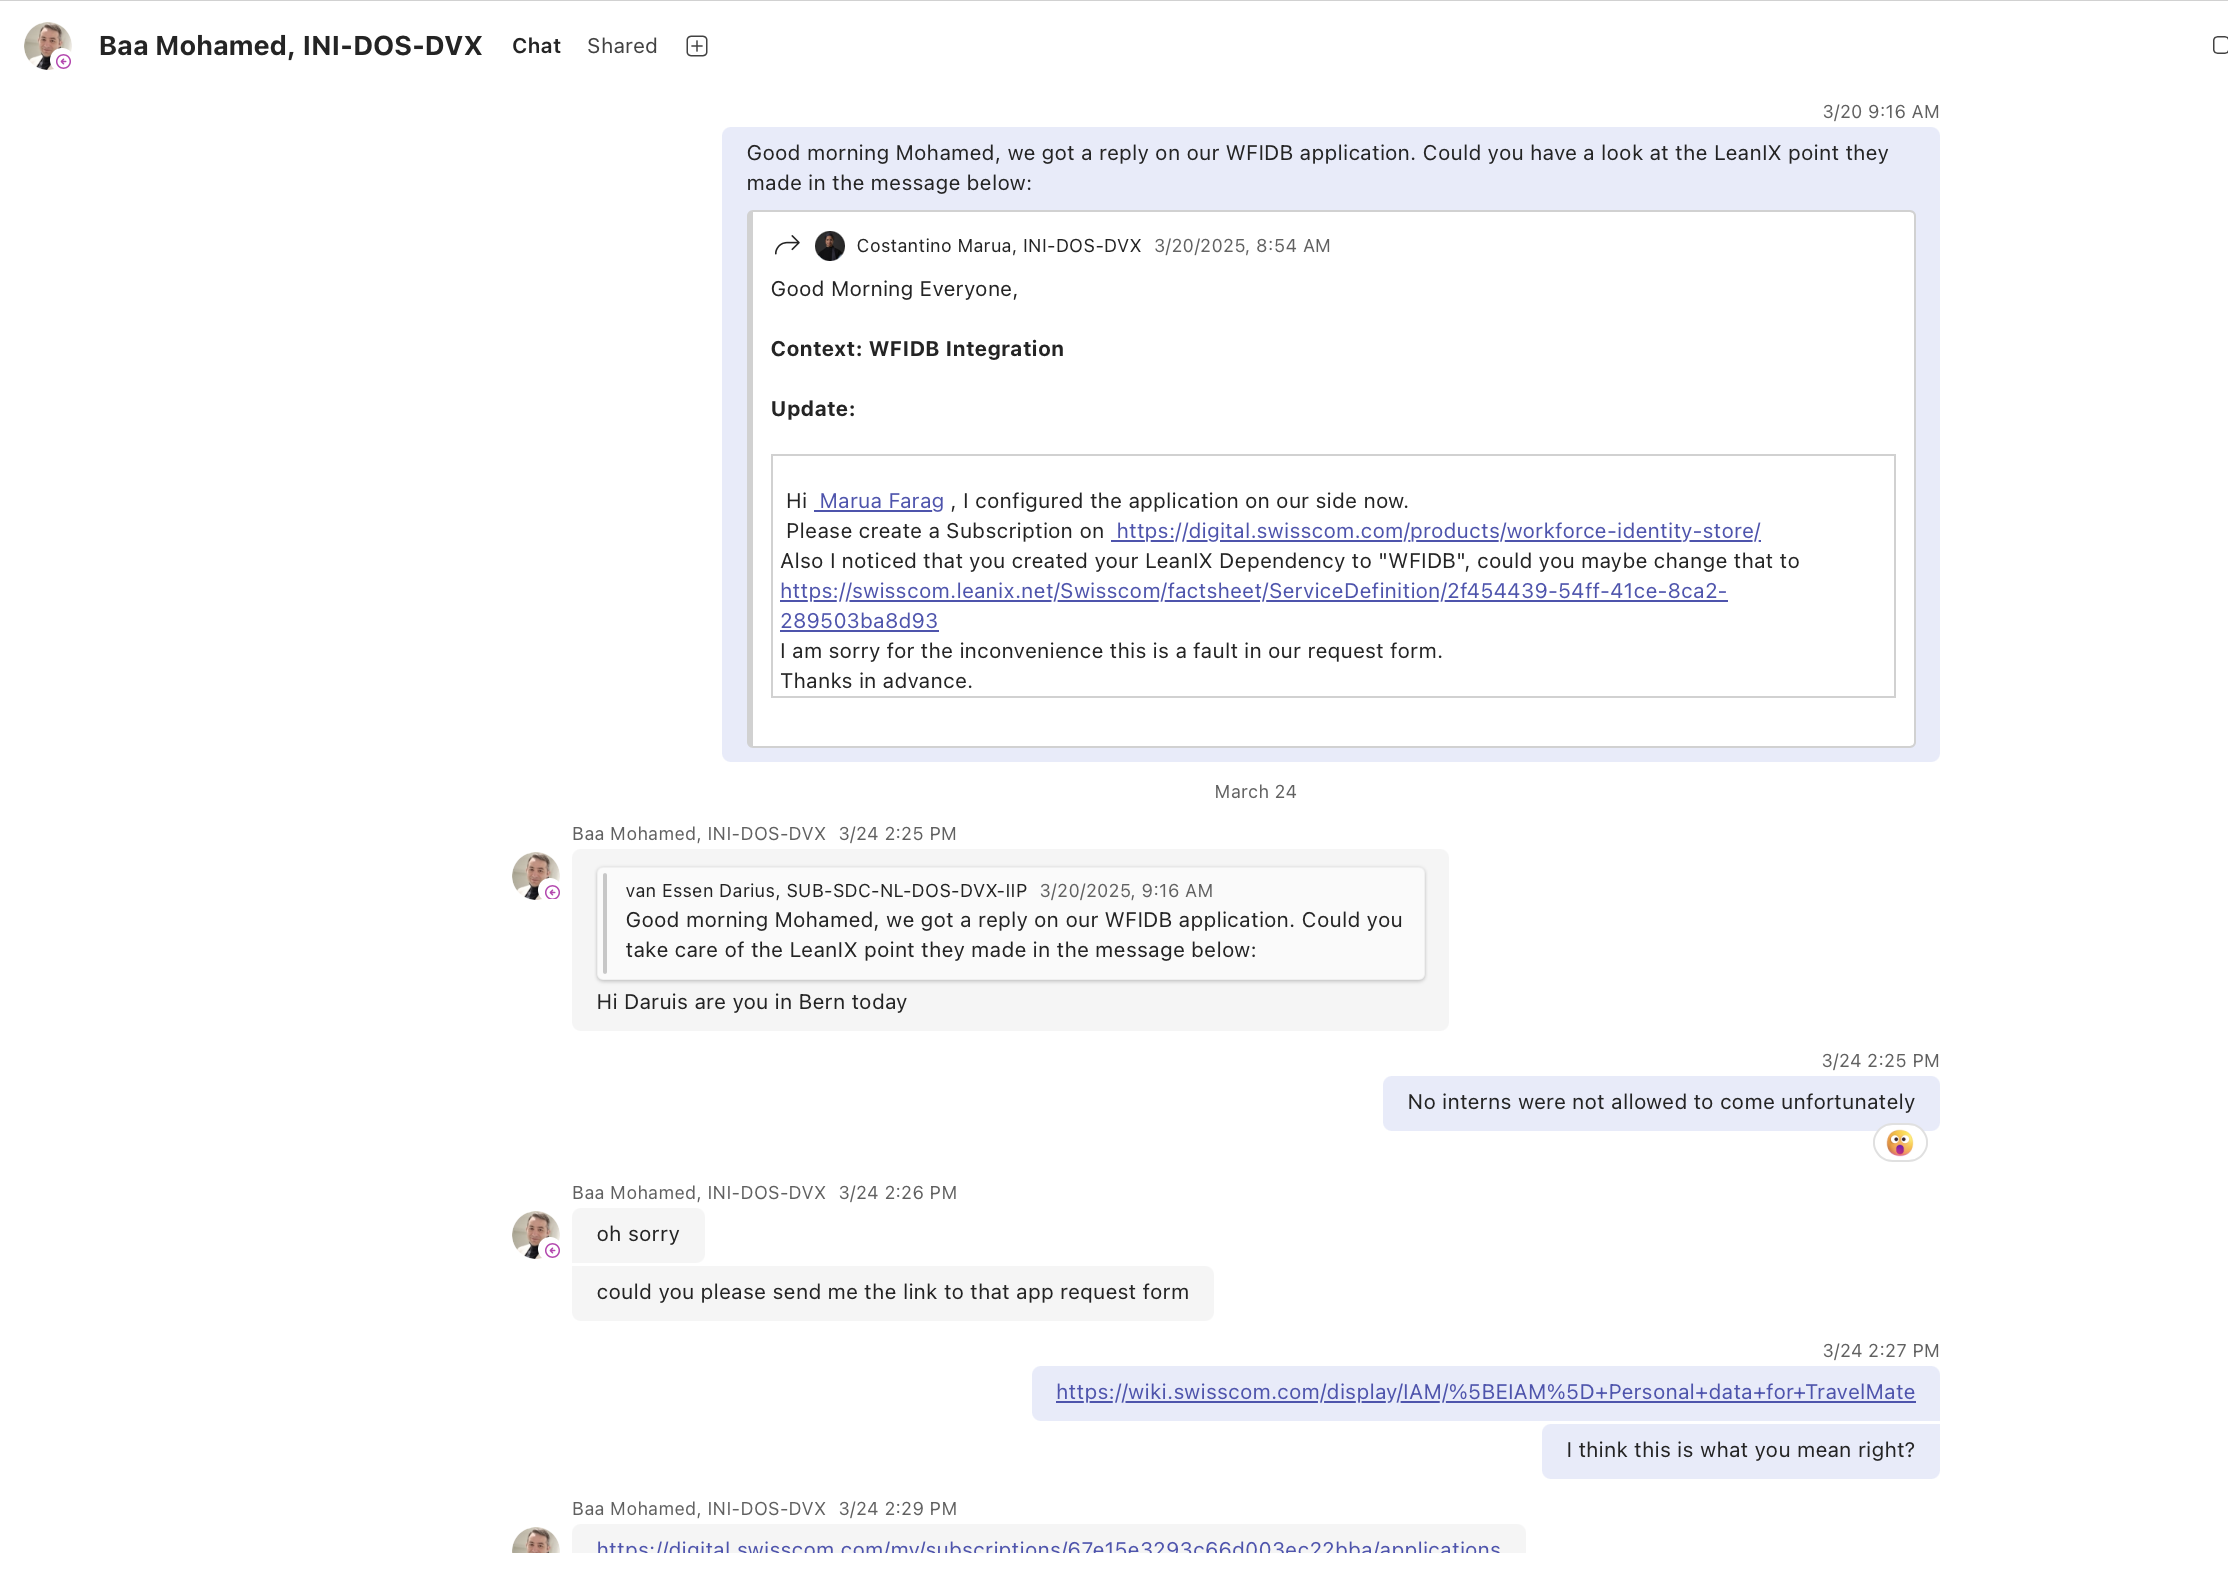 Baa Mohamed, INI-DOS-DVX Chat Shared
3/20 9:16 AM
Good morning Mohamed, we got a reply on our WFIDB application. Could you have a look at the LeanIX point they
made in the message below:
Costantino Marua, INI-DOS-DVX 3/20/2025, 8:54 AM
Good Morning Everyone,
Context: WFIDB Integration
Update:
Hi Marua Farag , I configured the application on our side now.
Please create a Subscription on https://digital.swisscom.com/products/workforce-identity-store/
Also I noticed that you created your LeanIX Dependency to "WFIDB", could you maybe change that to
https://swisscom.leanix.net/Swisscom/factsheet/ServiceDefinition/2f454439-54ff-41ce-8ca2-
289503ba8d93
I am sorry for the inconvenience this is a fault in our request form.
Thanks in advance.
March 24
Baa Mohamed, INI-DOS-DVX 3/24 2:25 PM
van Essen Darius, SUB-SDC-NL-DOS-DVX-IIP 3/20/2025, 9:16 AM
Good morning Mohamed, we got a reply on our WFIDB application. Could you
take care of the LeanIX point they made in the message below:
Hi Daruis are you in Bern today
3/24 2:25 PM
No interns were not allowed to come unfortunately
Baa Mohamed, INI-DOS-DVX 3/24 2:26 PM
oh sorry
could you please send me the link to that app request form
3/24 2:27 PM
https://wiki.swisscom.com/display/IAM/%5BEIAM%5D+Personal+data+for+TravelMate
I think this is what you mean right?
Baa Mohamed, INI-DOS-DVX 3/24 2:29 PM
https://digital.swisscom.com/my/subscriptions/67e15e3293c66d003ec22bba/applications